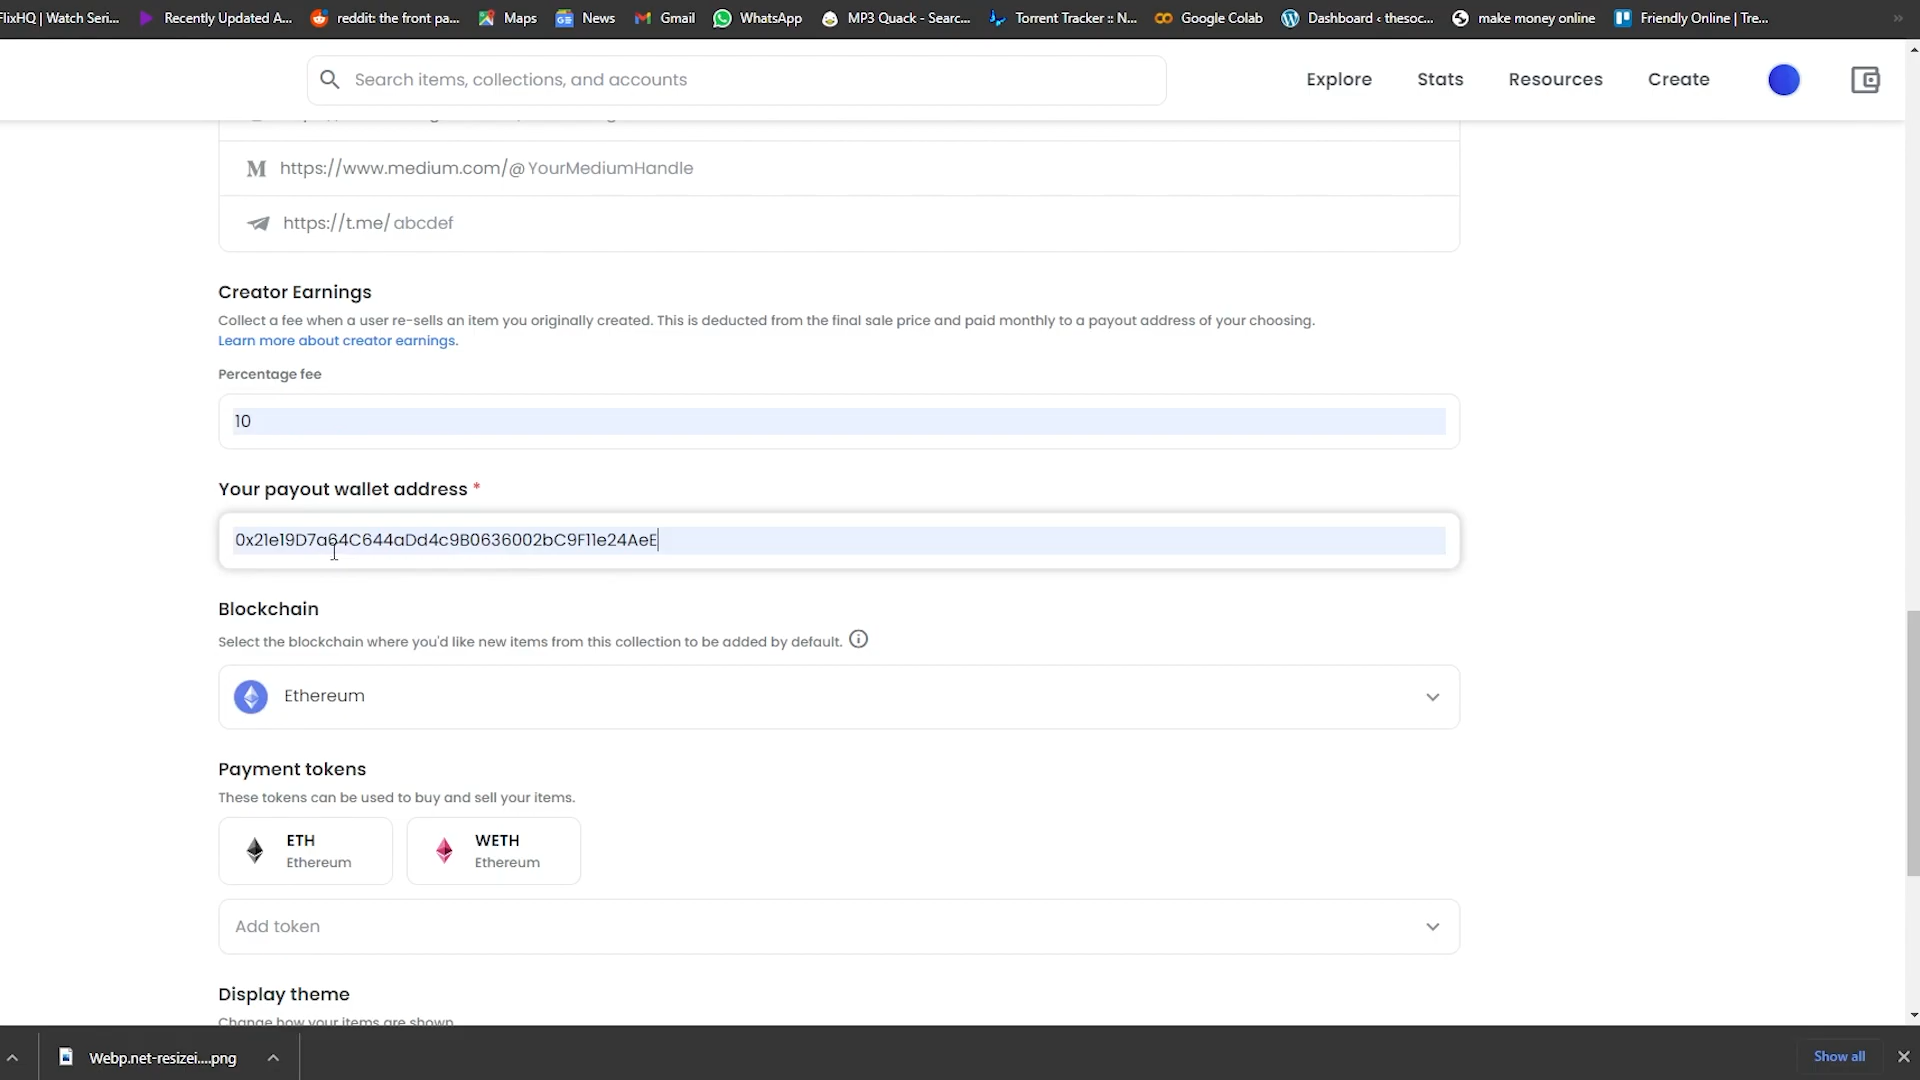 FlixHQ | Watch Seri... Recently Updated A... reddit: the front pa... Maps News Gmail WhatsApp MP3 Quack - Searc... Torrent Tracker :: N... Google Colab Dashboard ‹ thesoc... make money online Friendly Online | Tre... »
Search items, collections, and accounts Explore Stats Resources Create
https://www.medium.com/@ YourMediumHandle
https://t.me/ abcdef
Creator Earnings
Collect a fee when a user re-sells an item you originally created. This is deducted from the final sale price and paid monthly to a payout address of your choosing.
Learn more about creator earnings.
Percentage fee
10
Your payout wallet address *
0x21e19D7a64C644aDd4c9B0636002bC9F11e24AeE
Blockchain
Select the blockchain where you'd like new items from this collection to be added by default.
Ethereum
Payment tokens
These tokens can be used to buy and sell your items.
ETH WETH
Ethereum Ethereum
Add token
Display theme
Change how your items are shown.
Webp.net-resizei....png Show all